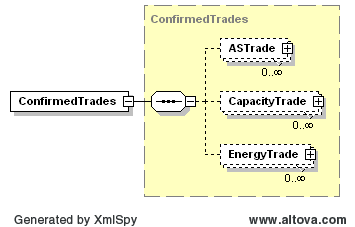 ConfirmedTrades
ASTrade
0..∞
ConfirmedTrades
CapacityTrade
0..∞
EnergyTrade
0..∞
Generated by XmlSpy
www.altova.com